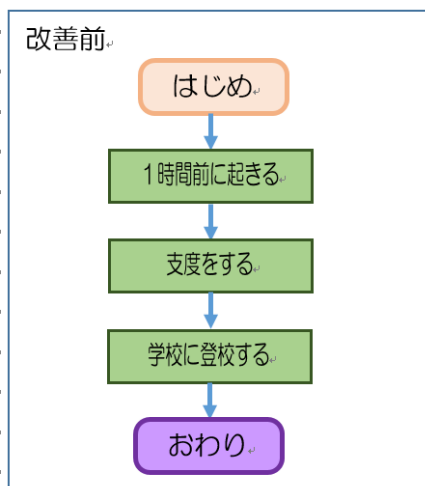 改善前
はじめ
１時間前に起きる
支度をする
学校に登校する
おわり